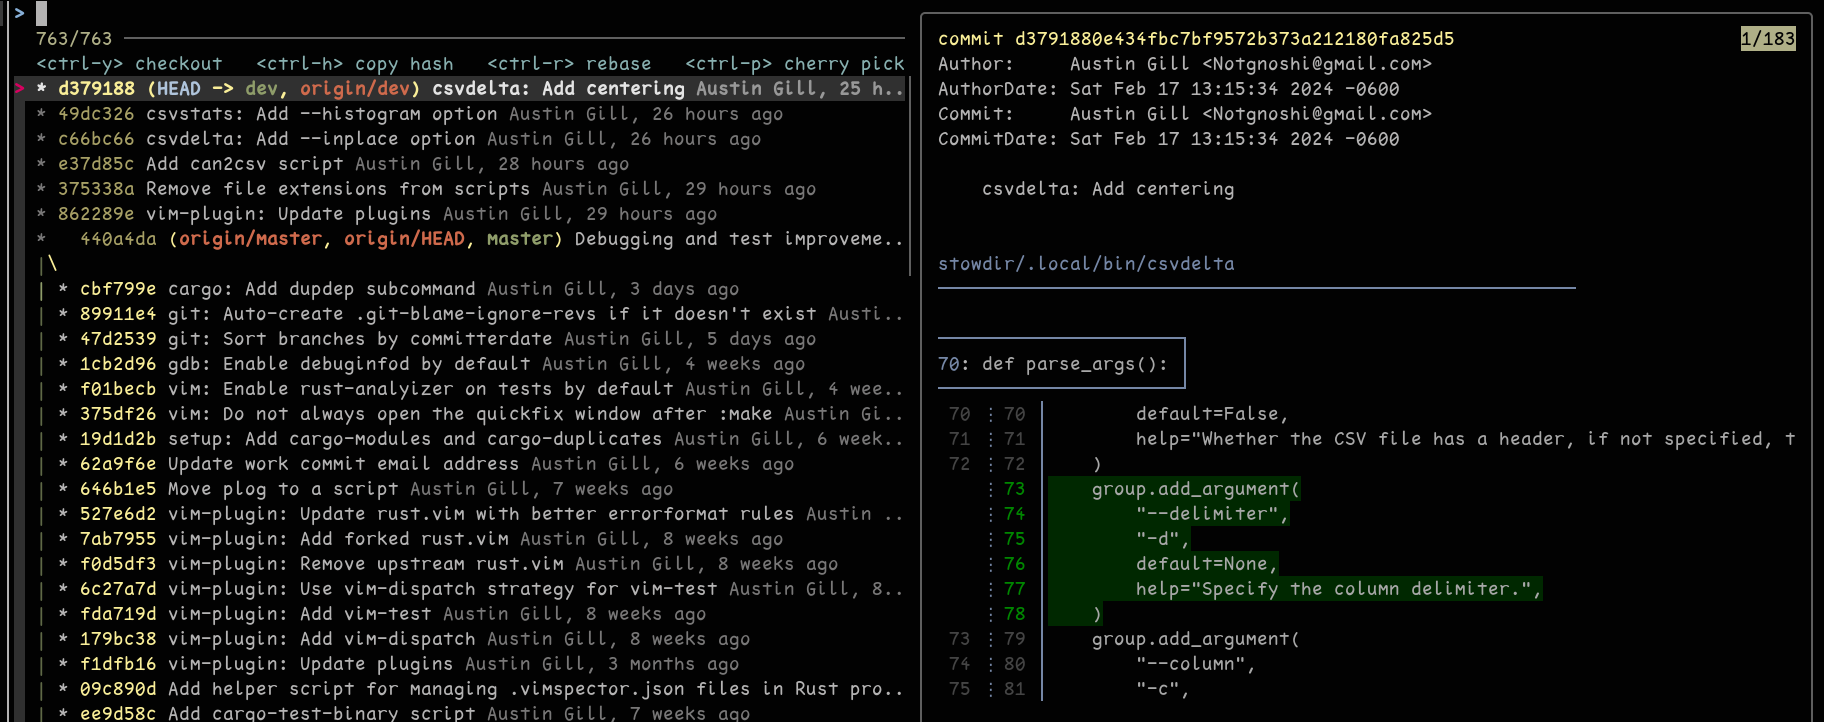 >
763/763
<ctrl-y> checkout   <ctrl-h> copy hash   <ctrl-r> rebase   <ctrl-p> cherry pick
> * d379188 (HEAD -> dev, origin/dev) csvdelta: Add centering Austin Gill, 25 h..
* 49dc326 csvstats: Add --histogram option Austin Gill, 26 hours ago
* c66bc66 csvdelta: Add --inplace option Austin Gill, 26 hours ago
* e37d85c Add can2csv script Austin Gill, 28 hours ago
* 375338a Remove file extensions from scripts Austin Gill, 29 hours ago
* 862289e vim-plugin: Update plugins Austin Gill, 29 hours ago
*   440a4da (origin/master, origin/HEAD, master) Debugging and test improveme..
|\
| * cbf799e cargo: Add dupdep subcommand Austin Gill, 3 days ago
| * 89911e4 git: Auto-create .git-blame-ignore-revs if it doesn't exist Austi..
| * 47d2539 git: Sort branches by committerdate Austin Gill, 5 days ago
| * 1cb2d96 gdb: Enable debuginfod by default Austin Gill, 4 weeks ago
| * f01becb vim: Enable rust-analyizer on tests by default Austin Gill, 4 wee..
| * 375df26 vim: Do not always open the quickfix window after :make Austin Gi..
| * 19d1d2b setup: Add cargo-modules and cargo-duplicates Austin Gill, 6 week..
| * 62a9f6e Update work commit email address Austin Gill, 6 weeks ago
| * 646b1e5 Move plog to a script Austin Gill, 7 weeks ago
| * 527e6d2 vim-plugin: Update rust.vim with better errorformat rules Austin ..
| * 7ab7955 vim-plugin: Add forked rust.vim Austin Gill, 8 weeks ago
| * f0d5df3 vim-plugin: Remove upstream rust.vim Austin Gill, 8 weeks ago
| * 6c27a7d vim-plugin: Use vim-dispatch strategy for vim-test Austin Gill, 8..
| * fda719d vim-plugin: Add vim-test Austin Gill, 8 weeks ago
| * 179bc38 vim-plugin: Add vim-dispatch Austin Gill, 8 weeks ago
| * f1dfb16 vim-plugin: Update plugins Austin Gill, 3 months ago
| * 09c890d Add helper script for managing .vimspector.json files in Rust pro..
| * ee9d58c Add cargo-test-binary script Austin Gill, 7 weeks ago
commit d3791880e434fbc7bf9572b373a212180fa825d5 1/183
Author:     Austin Gill <Notgnoshi@gmail.com>
AuthorDate: Sat Feb 17 13:15:34 2024 -0600
Commit:     Austin Gill <Notgnoshi@gmail.com>
CommitDate: Sat Feb 17 13:15:34 2024 -0600
csvdelta: Add centering
stowdir/.local/bin/csvdelta
70: def parse_args():
70 ⋮ 70 default=False,
71 ⋮ 71 help="Whether the CSV file has a header, if not specified, t
72 ⋮ 72 )
⋮ 73 group.add_argument(
⋮ 74 "--delimiter",
⋮ 75 "-d",
⋮ 76 default=None,
⋮ 77 help="Specify the column delimiter.",
⋮ 78 )
73 ⋮ 79 group.add_argument(
74 ⋮ 80 "--column",
75 ⋮ 81 "-c",